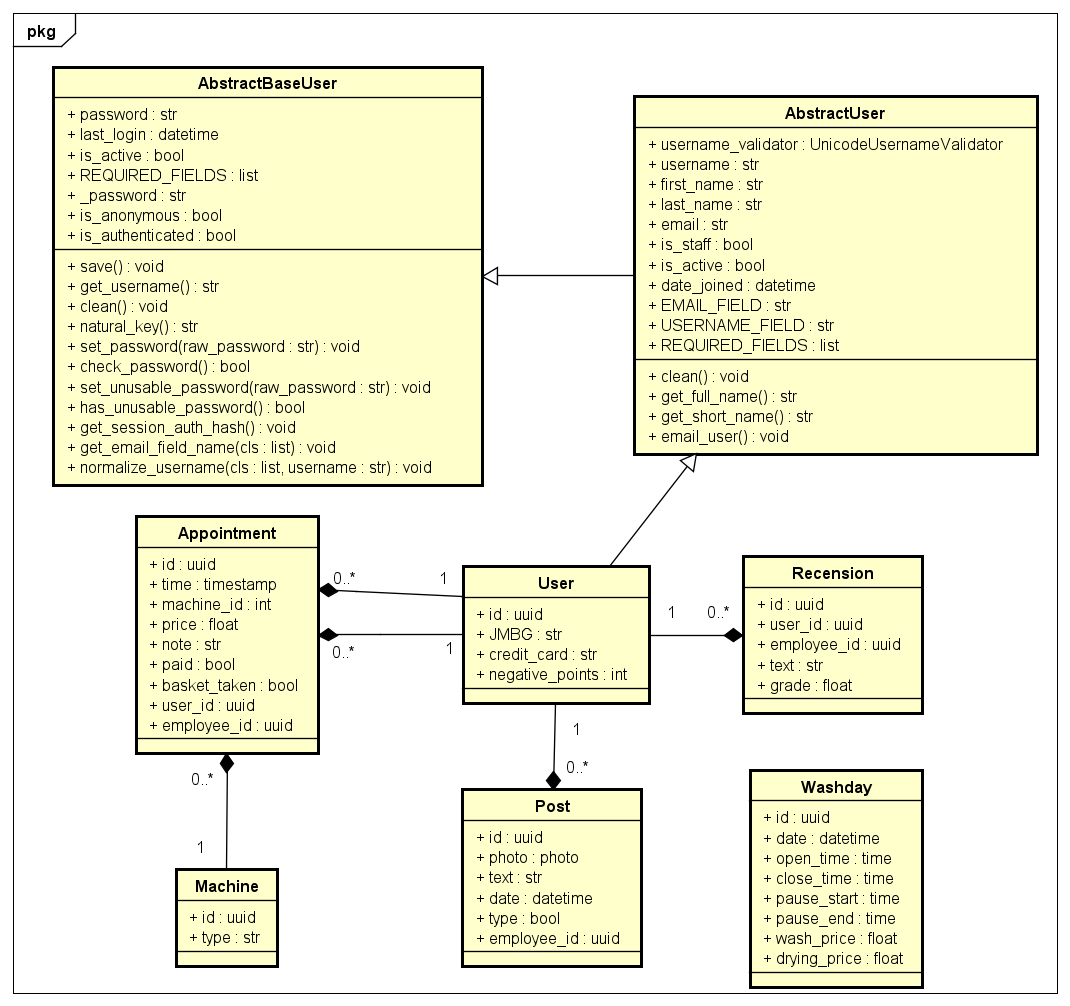 pkg
AbstractBaseUser
+ password : str
+ last_login : datetime
+ is_active : bool
+ REQUIRED_FIELDS : list
+ _password : str
+ is_anonymous : bool
+ is_authenticated : bool
+ save() : void
+ get_username() : str
+ clean() : void
+ natural_key() : str
+ set_password(raw_password : str) : void
+ check_password() : bool
+ set_unusable_password(raw_password : str) : void
+ has_unusable_password() : bool
+ get_session_auth_hash() : void
+ get_email_field_name(cls : list) : void
+ normalize_username(cls : list, username : str) : void
AbstractUser
+ username_validator : UnicodeUsernameValidator
+ username : str
+ first_name : str
+ last_name : str
+ email : str
+ is_staff : bool
+ is_active : bool
+ date_joined : datetime
+ EMAIL_FIELD : str
+ USERNAME_FIELD : str
+ REQUIRED_FIELDS : list
+ clean() : void
+ get_full_name() : str
+ get_short_name() : str
+ email_user() : void
Appointment
+ id : uuid
+ time : timestamp
+ machine_id : int
+ price : float
+ note : str
+ paid : bool
+ basket_taken : bool
+ user_id : uuid
+ employee_id : uuid
0..*
1
0..*
1
User
+ id : uuid
+ JMBG : str
+ credit_card : str
+ negative_points : int
1
0..*
Recension
+ id : uuid
+ user_id : uuid
+ employee_id : uuid
+ text : str
+ grade : float
0..*
1
Machine
+ id : uuid
+ type : str
1
0..*
Post
+ id : uuid
+ photo : photo
+ text : str
+ date : datetime
+ type : bool
+ employee_id : uuid
Washday
+ id : uuid
+ date : datetime
+ open_time : time
+ close_time : time
+ pause_start : time
+ pause_end : time
+ wash_price : float
+ drying_price : float